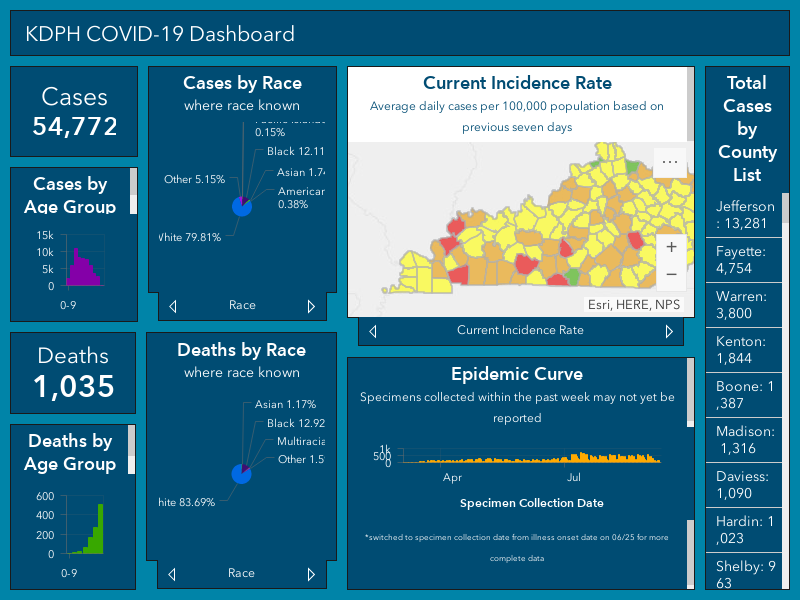 KDPH COVID-19 Dashboard
Cases
54,772
Cases by
Age Group
15k
10k
5k
0
0-9
Deaths
1,035
Deaths by
Age Group
600
400
200
0
0-9
Cases by Race
where race known
0.15%
Black 12.11
Other 5.15%
Asian 1.7
American
0.38%
White 79.81%
Race
Deaths by Race
where race known
Asian 1.17%
Black 12.92
Multiracia
Other 1.5
hite 83.69%
Race
Current Incidence Rate
Average daily cases per 100,000 population based on
previous seven days
...
+
−
Esri, HERE, NPS
Current Incidence Rate
Epidemic Curve
Specimens collected within the past week may not yet be
reported
1k
500
0
Apr
Jul
Specimen Collection Date
*switched to specimen collection date from illness onset date on 06/25 for more
complete data
Total
Cases
by
County
List
Jefferson
: 13,281
Fayette:
4,754
Warren:
3,800
Kenton:
1,844
Boone: 1
,387
Madison:
1,316
Daviess:
1,090
Hardin: 1
,023
Shelby: 9
63